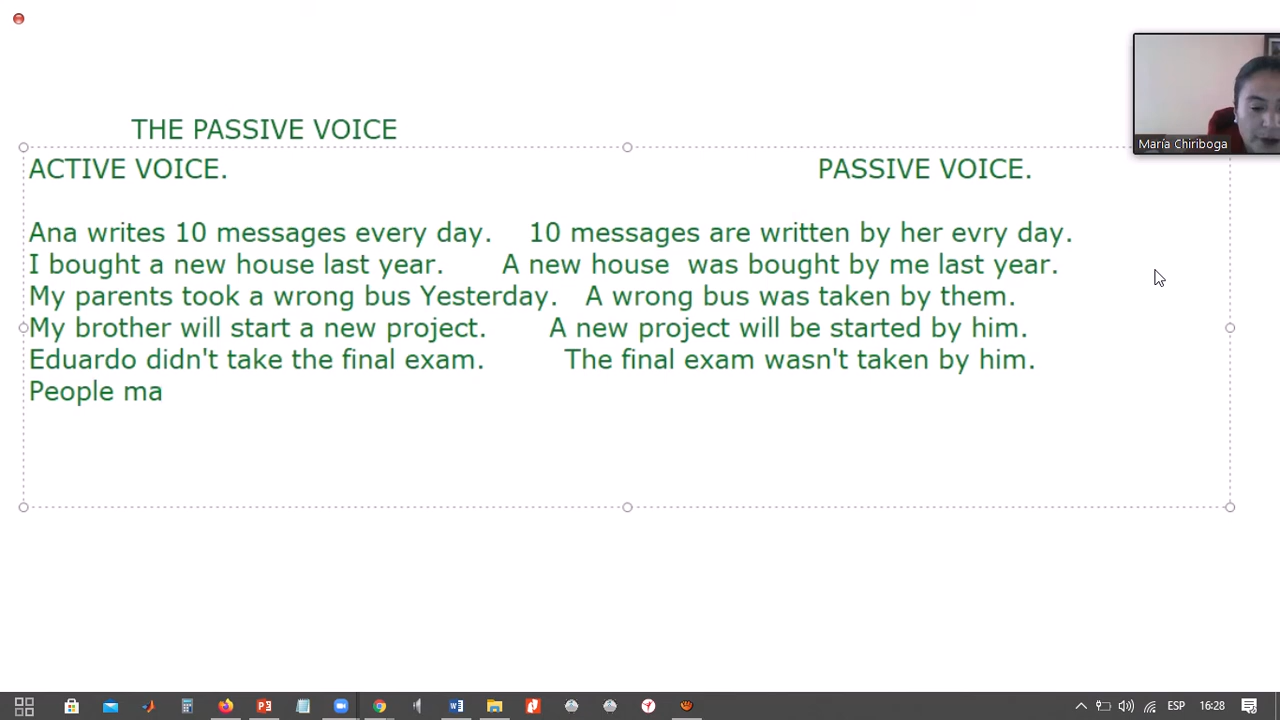 THE PASSIVE VOICE
María Chiriboga
ACTIVE VOICE. PASSIVE VOICE.
Ana writes 10 messages every day. 10 messages are written by her evry day.
I bought a new house last year. A new house was bought by me last year.
My parents took a wrong bus Yesterday. A wrong bus was taken by them.
My brother will start a new project. A new project will be started by him.
Eduardo didn't take the final exam. The final exam wasn't taken by him.
People ma
ESP 16:28